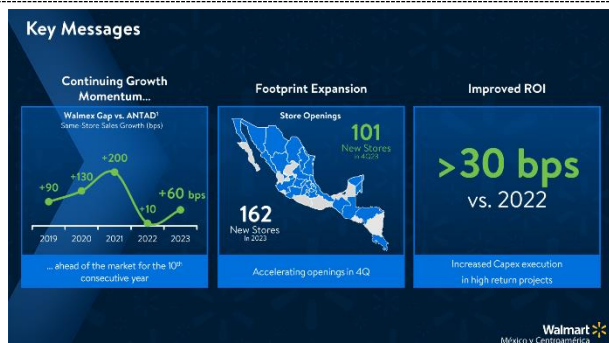 Key Messages
Continuing Growth
Momentum...
Walmex Gap vs. ANTAD¹
Same-Store Sales Growth (bps)
+90
+130
+200
+10
+60 bps
2019
2020
2021
2022
2023
... ahead of the market for the 10th
consecutive year
Footprint Expansion
Store Openings
101
New Stores
in 4Q23
162
New Stores
in 2023
Accelerating openings in 4Q
Improved ROI
>30 bps
vs. 2022
Increased Capex execution
in high return projects
Walmart
México y Centroamérica